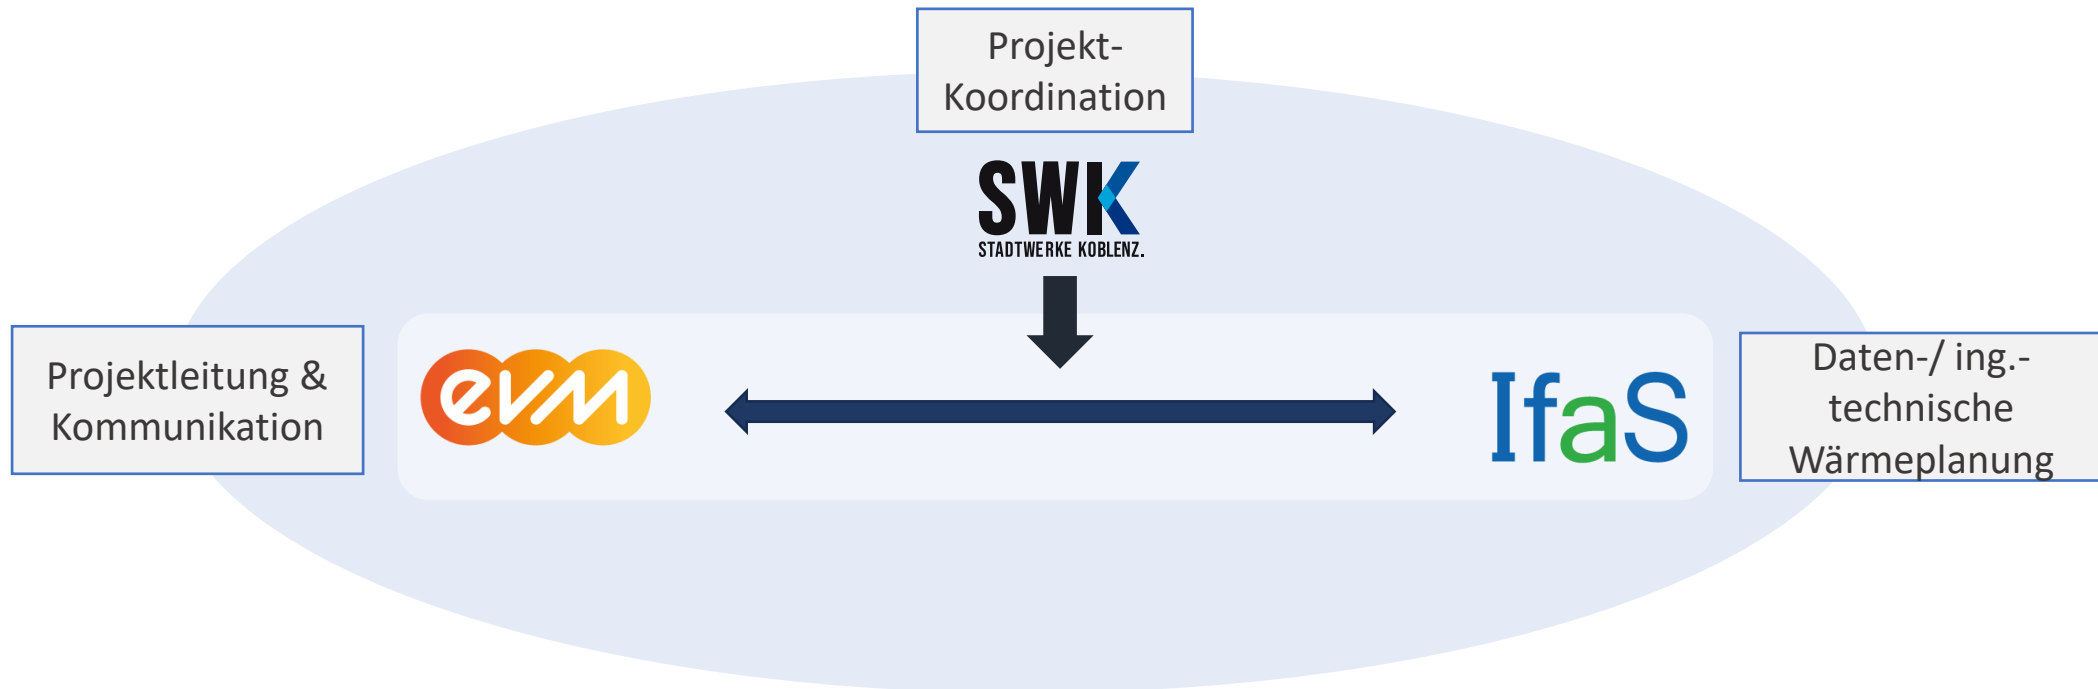 Projekt-
Koordination
SWK
STADTWERKE KOBLENZ.
Projektleitung &
Kommunikation
evm
IfaS
Daten-/ ing.-
technische
Wärmeplanung